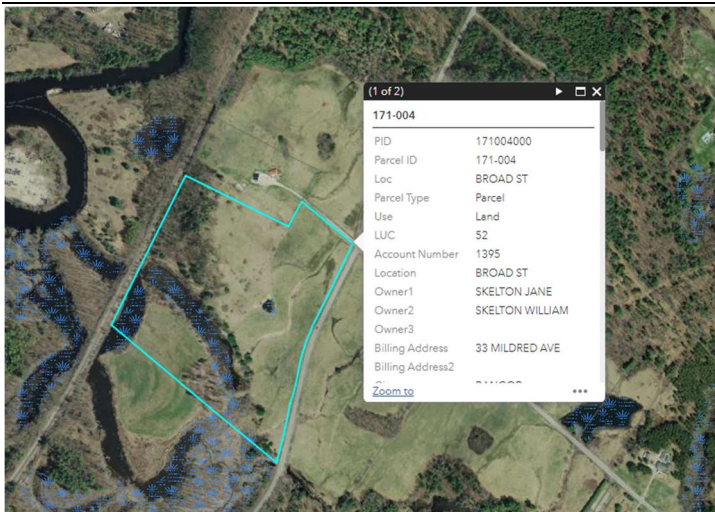 (1 of 2)
171-004
PID 171004000
Parcel ID 171-004
Loc BROAD ST
Parcel Type Parcel
Use Land
LUC 52
Account Number 1395
Location BROAD ST
Owner1 SKELTON JANE
Owner2 SKELTON WILLIAM
Owner3
Billing Address 33 MILDRED AVE
Billing Address2
Zoom to